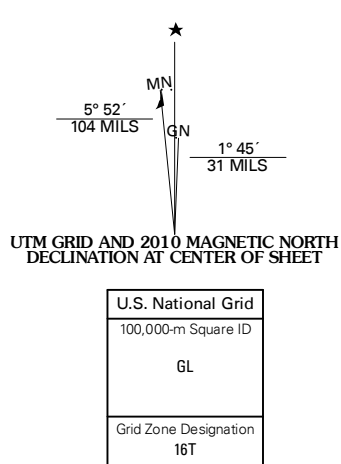 ★
M.N.
5° 52´
104 MILS
GN
1° 45´
31 MILS
UTM GRID AND 2010 MAGNETIC NORTH
DECLINATION AT CENTER OF SHEET
U.S. National Grid
100,000-m Square ID
GL
Grid Zone Designation
16T